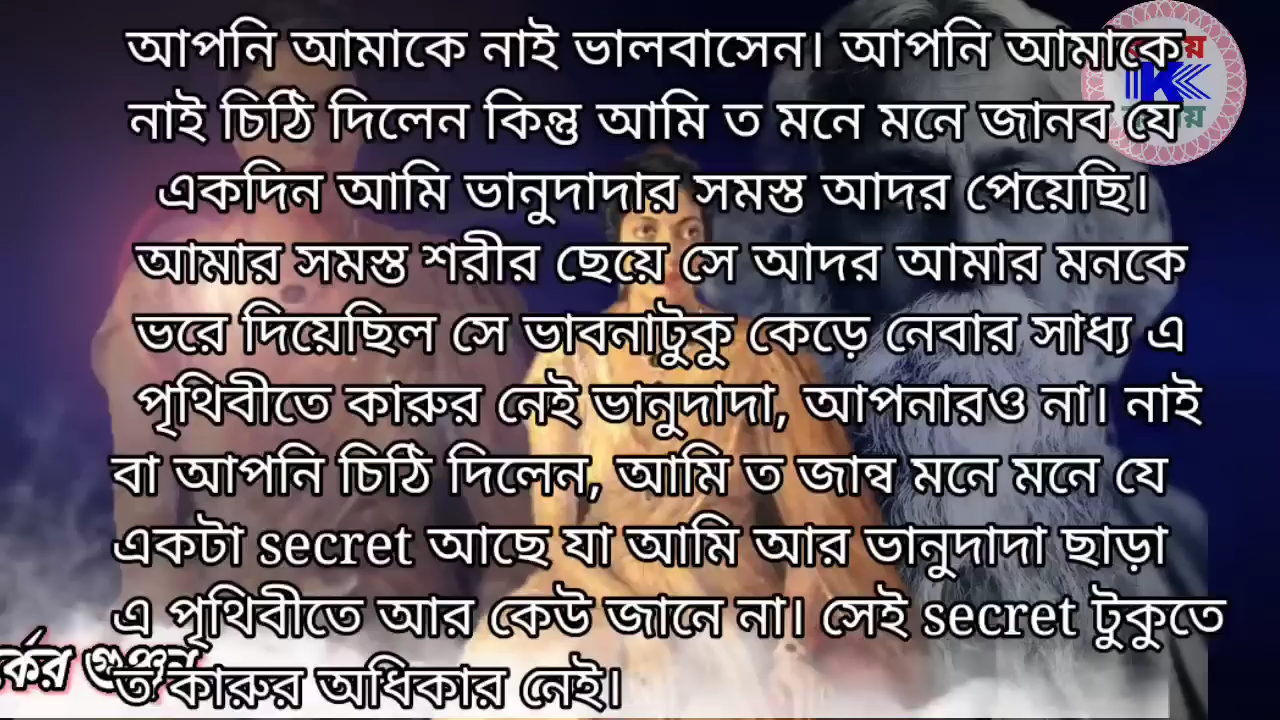 আপনি আমাকে নাই ভালবাসেন। আপনি আমাকে
নাই চিঠি দিলেন কিন্তু আমি ত মনে মনে জানব যে
একদিন আমি ভানুদাদার সমস্ত আদর পেয়েছি।
আমার সমস্ত শরীর ছেয়ে সে আদর আমার মনকে
ভরে দিয়েছিল সে ভাবনাটুকু কেড়ে নেবার সাধ্য এ
পৃথিবীতে কারুর নেই ভানুদাদা, আপনারও না। নাই
বা আপনি চিঠি দিলেন, আমি ত জান্ব মনে মনে যে
একটা secret আছে যা আমি আর ভানুদাদা ছাড়া
এ পৃথিবীতে আর কেউ জানে না। সেই secret টুকুতে
ত কারুর অধিকার নেই।
র্কের গুঞ্জন
K